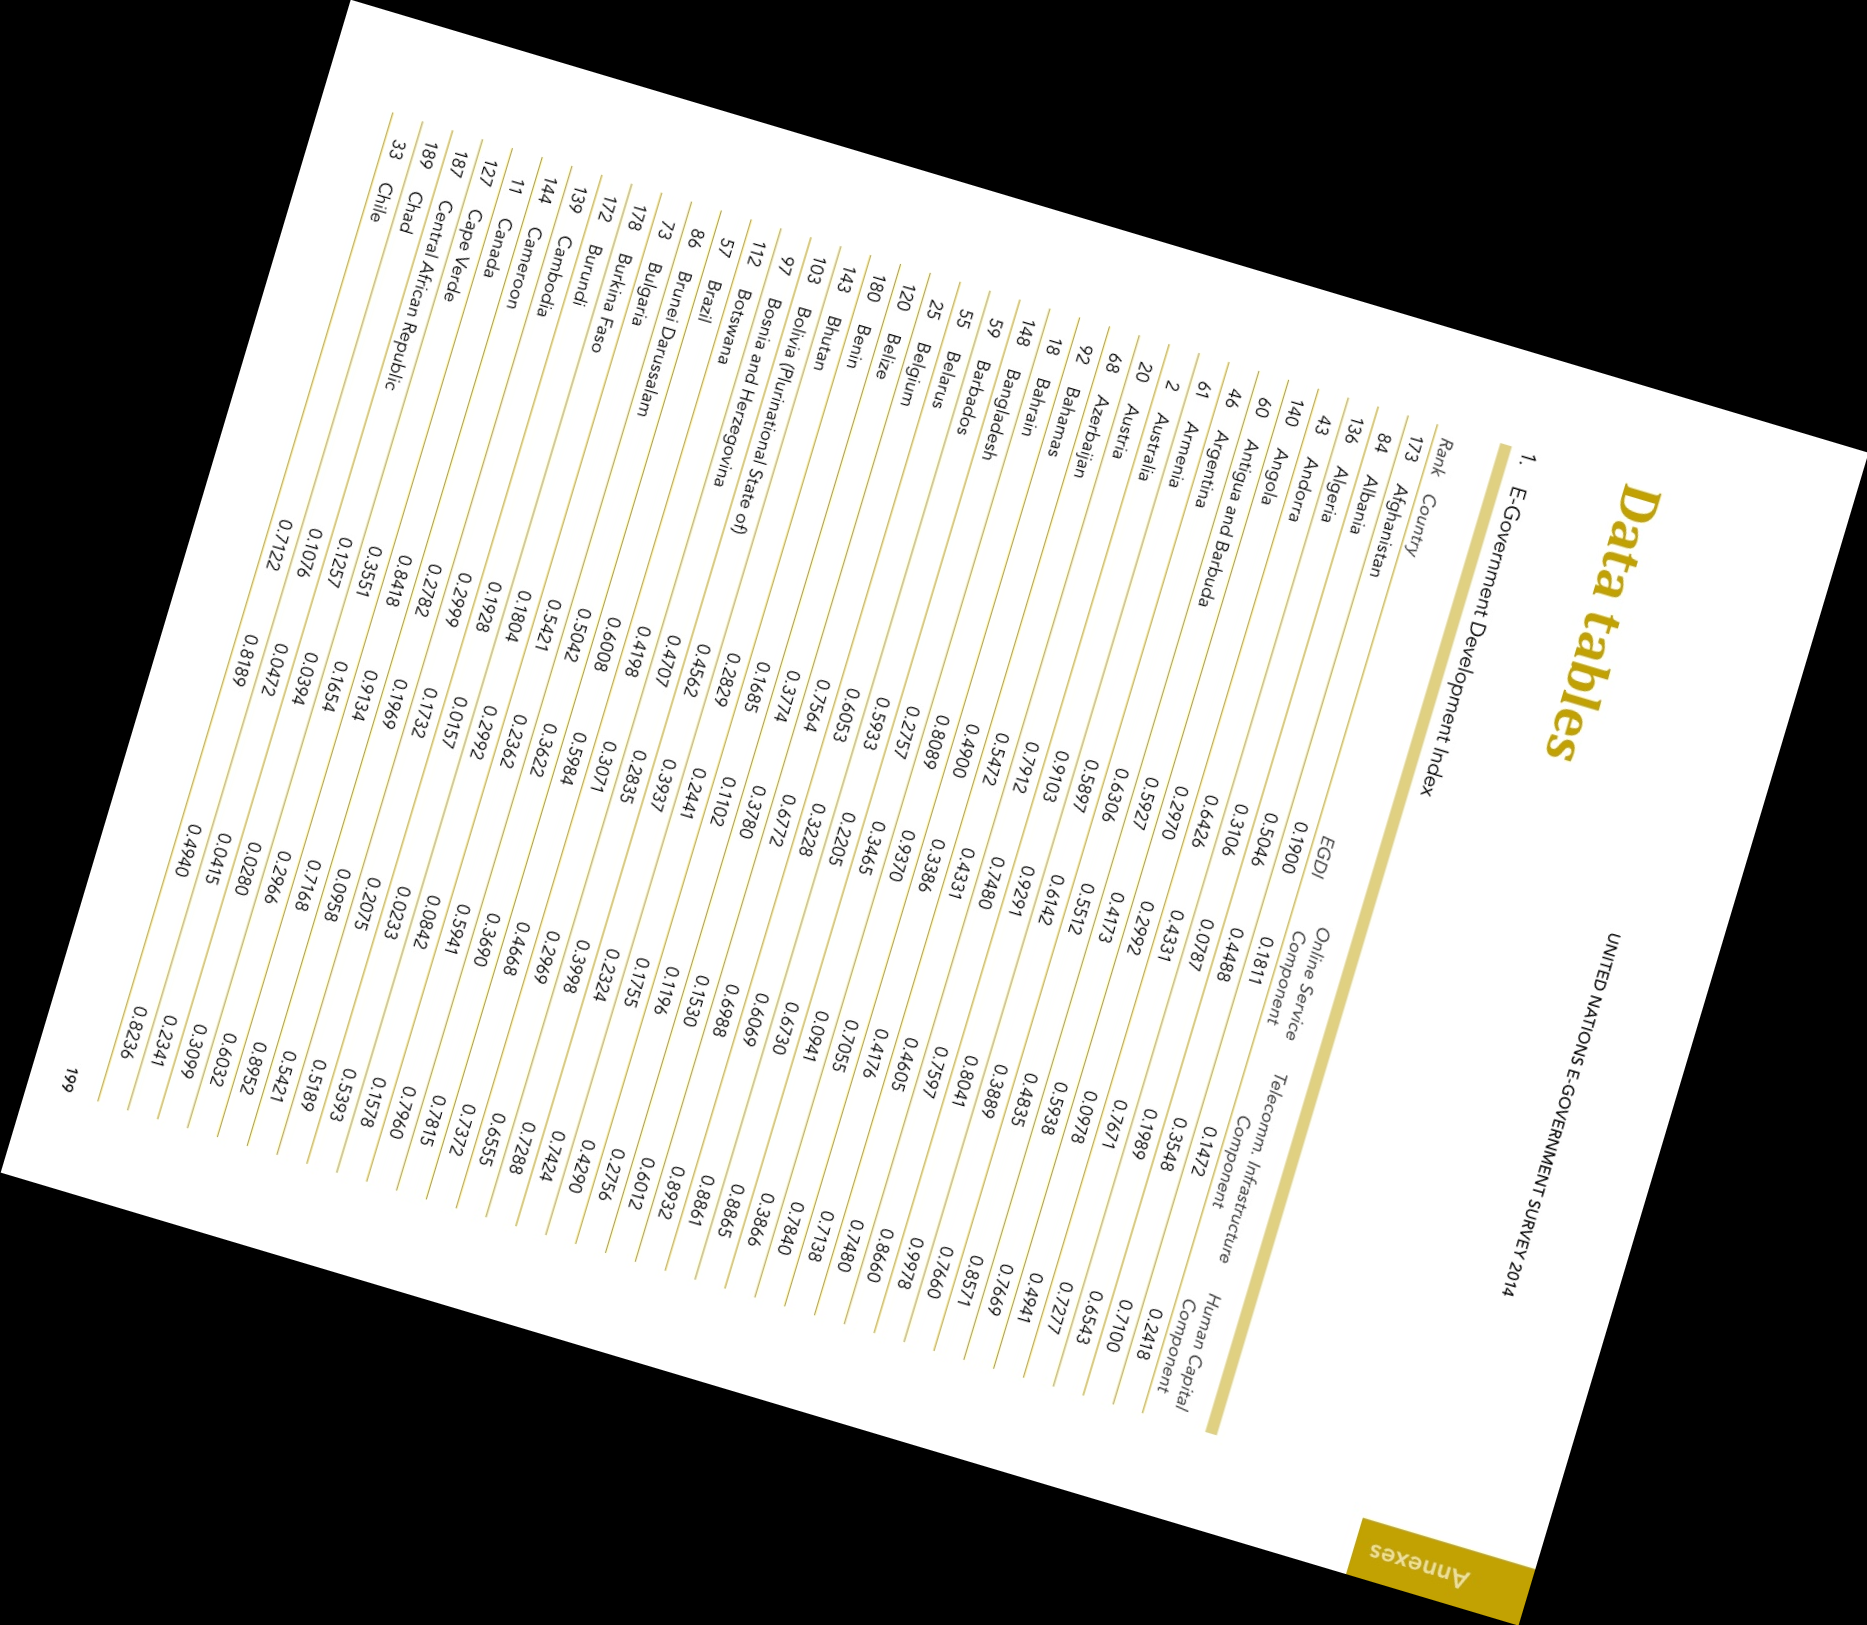 UNITED NATIONS E-GOVERNMENT SURVEY 2014
Annexes
Data tables
1. E-Government Development Index
Rank Country EGDI Online Service Component Telecomm. Infrastructure Component Human Capital Component
173 Afghanistan 0.1900 0.1811 0.1472 0.2418
84 Albania 0.5046 0.4488 0.3548 0.7100
136 Algeria 0.3106 0.0787 0.1989 0.6543
43 Andorra 0.6426 0.4331 0.7671 0.7277
140 Angola 0.2970 0.2992 0.0978 0.4941
60 Antigua and Barbuda 0.5927 0.4173 0.5938 0.7669
46 Argentina 0.6306 0.5512 0.4835 0.8571
61 Armenia 0.5897 0.6142 0.3889 0.7660
2 Australia 0.9103 0.9291 0.8041 0.9978
20 Austria 0.7912 0.7480 0.7597 0.8660
68 Azerbaijan 0.5472 0.4331 0.4605 0.7480
92 Bahamas 0.4900 0.3386 0.4176 0.7138
18 Bahrain 0.8089 0.9370 0.7055 0.7840
148 Bangladesh 0.2757 0.3465 0.0941 0.3866
59 Barbados 0.5933 0.2205 0.6730 0.8865
55 Belarus 0.6053 0.3228 0.6069 0.8861
25 Belgium 0.7564 0.6772 0.6988 0.8932
120 Belize 0.3774 0.3780 0.1530 0.6012
180 Benin 0.1685 0.1102 0.1196 0.2756
143 Bhutan 0.2829 0.2441 0.1755 0.4290
103 Bolivia (Plurinational State of) 0.4562 0.3937 0.2324 0.7424
97 Bosnia and Herzegovina 0.4707 0.2835 0.3998 0.7288
112 Botswana 0.4198 0.3071 0.2969 0.6555
57 Brazil 0.6008 0.5984 0.4668 0.7372
86 Brunei Darussalam 0.5042 0.3622 0.3690 0.7815
73 Bulgaria 0.5421 0.2362 0.5941 0.7960
178 Burkina Faso 0.1804 0.2992 0.0842 0.1578
172 Burundi 0.1928 0.0157 0.0233 0.5393
139 Cambodia 0.2999 0.1732 0.2075 0.5189
144 Cameroon 0.2782 0.1969 0.0958 0.5421
11 Canada 0.8418 0.9134 0.7168 0.8952
127 Cape Verde 0.3551 0.1654 0.2966 0.6032
187 Central African Republic 0.1257 0.0394 0.0280 0.3099
189 Chad 0.1076 0.0472 0.0415 0.2341
33 Chile 0.7122 0.8189 0.4940 0.8236
199